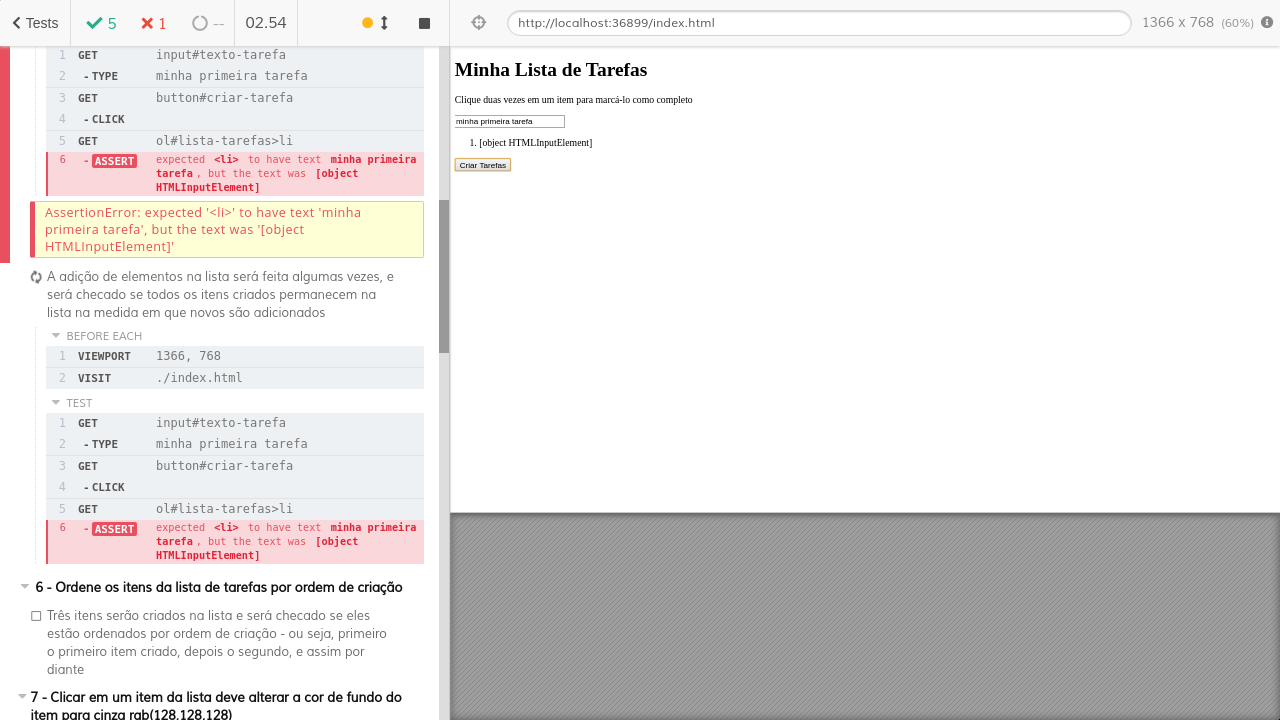 Tests 5 1 -- 02.54 http://localhost:36899/index.html 1366 x 768 (60%)
1 GET input#texto-tarefa
2 - TYPE minha primeira tarefa
3 GET button#criar-tarefa
4 - CLICK
5 GET ol#lista-tarefas>li
6 - ASSERT expected <li> to have text minha primeira
tarefa, but the text was [object
HTMLInputElement]
AssertionError: expected '<li>' to have text 'minha
primeira tarefa', but the text was '[object
HTMLInputElement]'
A adição de elementos na lista será feita algumas vezes, e
será checado se todos os itens criados permanecem na
lista na medida em que novos são adicionados
BEFORE EACH
1 VIEWPORT 1366, 768
2 VISIT ./index.html
TEST
1 GET input#texto-tarefa
2 - TYPE minha primeira tarefa
3 GET button#criar-tarefa
4 - CLICK
5 GET ol#lista-tarefas>li
6 - ASSERT expected <li> to have text minha primeira
tarefa, but the text was [object
HTMLInputElement]
6 - Ordene os itens da lista de tarefas por ordem de criação
Três itens serão criados na lista e será checado se eles
estão ordenados por ordem de criação - ou seja, primeiro
o primeiro item criado, depois o segundo, e assim por
diante
7 - Clicar em um item da lista deve alterar a cor de fundo do
item para cinza rgb(128,128,128)
Minha Lista de Tarefas
Clique duas vezes em um item para marcá-lo como completo
minha primeira tarefa
1. [object HTMLInputElement]
Criar Tarefas